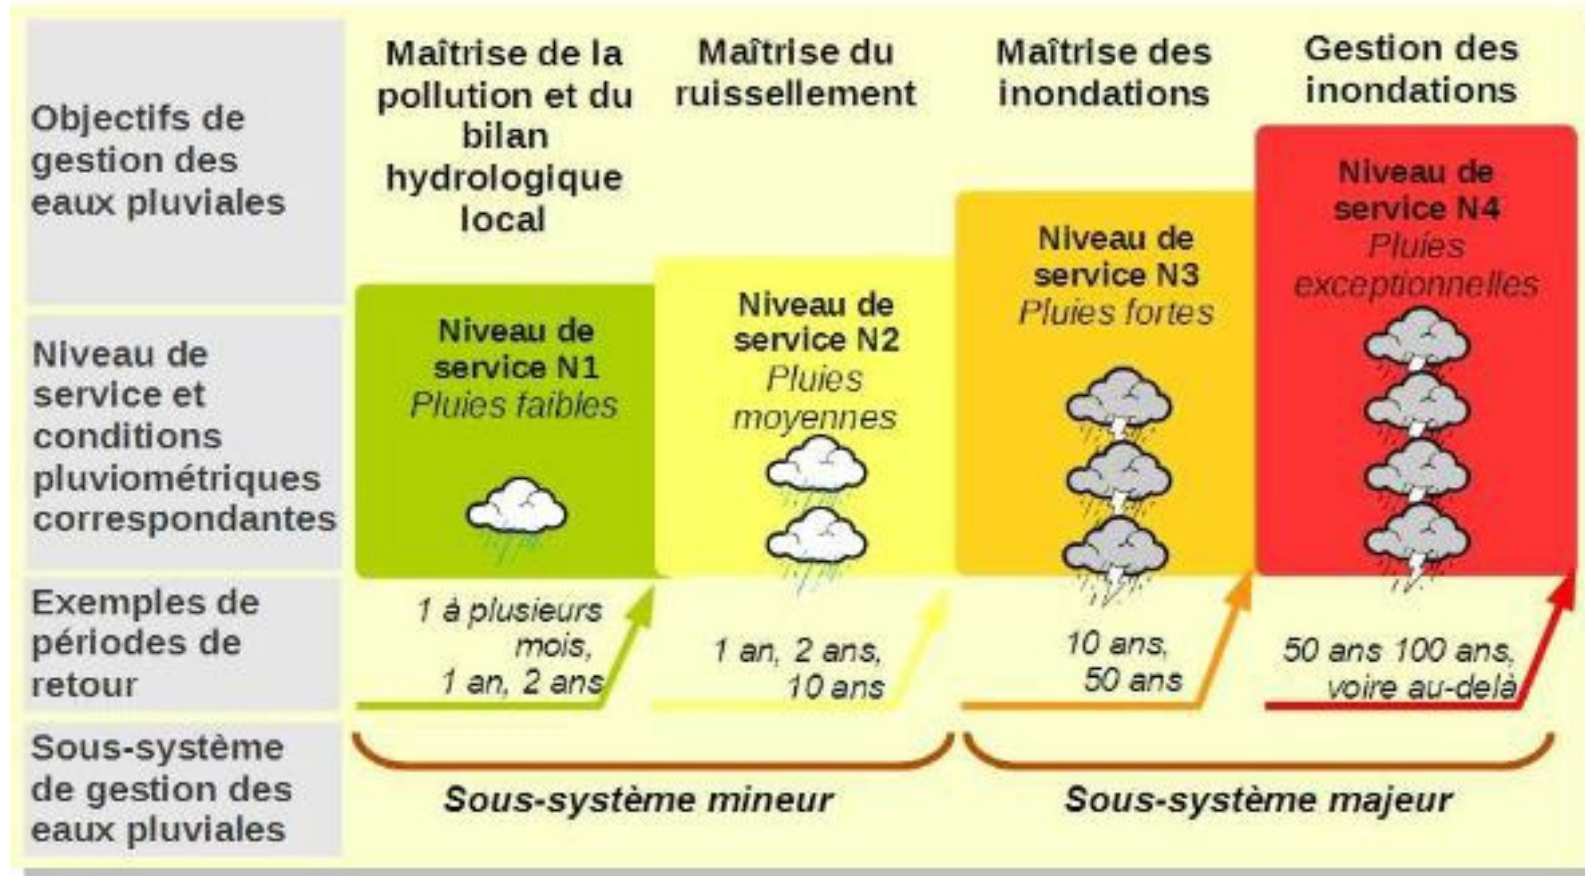 Objectifs de
gestion des
eaux pluviales
Maîtrise de la
pollution et du
bilan
hydrologique
local
Maîtrise du
ruissellement
Maîtrise des
inondations
Gestion des
inondations
Niveau de
service et
conditions
pluviométriques
correspondantes
Niveau de
service N1
Pluies faibles
Niveau de
service N2
Pluies
moyennes
Niveau de
service N3
Pluies fortes
Niveau de
service N4
Pluies
exceptionnelles
Exemples de
périodes de
retour
1 à plusieurs
mois,
1 an, 2 ans
1 an, 2 ans,
10 ans
10 ans,
50 ans
50 ans 100 ans,
voire au-delà
Sous-système
de gestion des
eaux pluviales
Sous-système mineur
Sous-système majeur